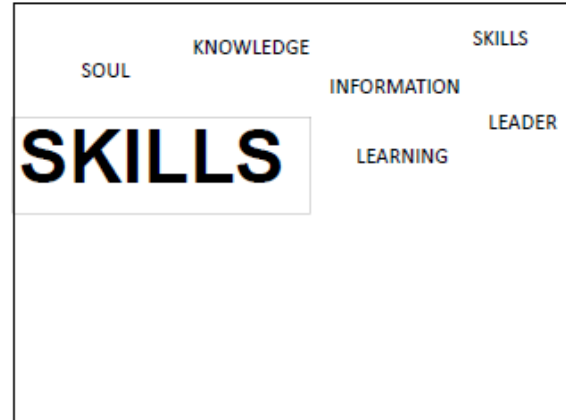 SKILLS
KNOWLEDGE
SOUL
INFORMATION
LEADER
SKILLS
LEARNING